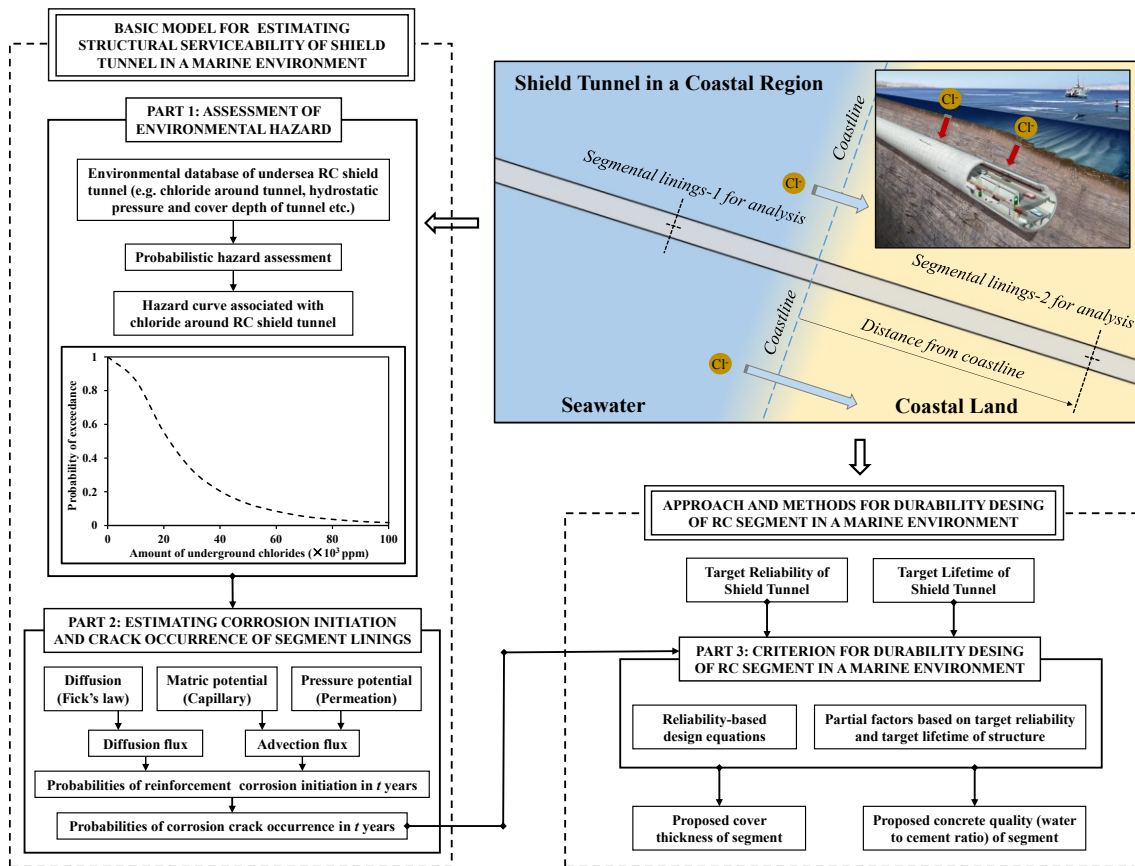 BASIC MODEL FOR ESTIMATING
STRUCTURAL SERVICEABILITY OF SHIELD
TUNNEL IN A MARINE ENVIRONMENT
PART 1: ASSESSMENT OF
ENVIRONMENTAL HAZARD
Environmental database of undersea RC shield
tunnel (e.g. chloride around tunnel, hydrostatic
pressure and cover depth of tunnel etc.)
Probabilistic hazard assessment
Hazard curve associated with
chloride around RC shield tunnel
Probability of exceedance
1
0.8
0.6
0.4
0.2
0
0 20 40 60 80 100
Amount of underground chlorides (×10³ ppm)
PART 2: ESTIMATING CORROSION INITIATION
AND CRACK OCCURRENCE OF SEGMENT LININGS
Diffusion
(Fick's law)
Matric potential
(Capillary)
Pressure potential
(Permeation)
Diffusion flux
Advection flux
Probabilities of reinforcement corrosion initiation in t years
Probabilities of corrosion crack occurrence in t years
Shield Tunnel in a Coastal Region
Coastline
Cl⁻
Cl⁻
Segmental linings-1 for analysis
Cl⁻
Segmental linings-2 for analysis
Coastline
Distance from coastline
Cl⁻
Seawater
Coastal Land
APPROACH AND METHODS FOR DURABILITY DESING
OF RC SEGMENT IN A MARINE ENVIRONMENT
Target Reliability of
Shield Tunnel
Target Lifetime of
Shield Tunnel
PART 3: CRITERION FOR DURABILITY DESING
OF RC SEGMENT IN A MARINE ENVIRONMENT
Reliability-based
design equations
Partial factors based on target reliability
and target lifetime of structure
Proposed cover
thickness of segment
Proposed concrete quality (water
to cement ratio) of segment